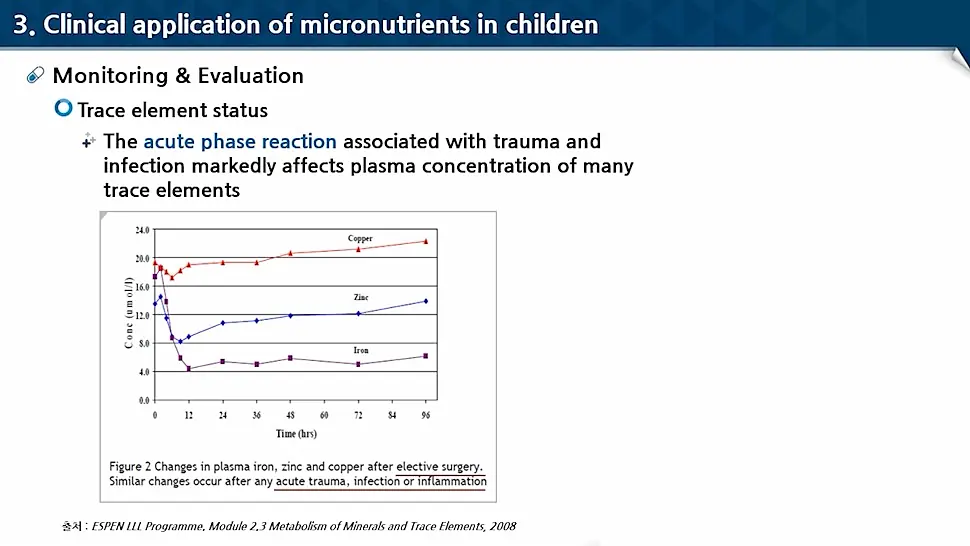 3. Clinical application of micronutrients in children
Monitoring & Evaluation
Trace element status
The acute phase reaction associated with trauma and
infection markedly affects plasma concentration of many
trace elements
24.0
20.0
16.0
12.0
8.0
4.0
0.0
Conc (umol/l)
Copper
Zinc
Iron
0 12 24 36 48 60 72 84 96
Time (hrs)
Figure 2 Changes in plasma iron, zinc and copper after elective surgery.
Similar changes occur after any acute trauma, infection or inflammation
출처 : ESPEN LLL Programme, Module 2.3 Metabolism of Minerals and Trace Elements, 2008